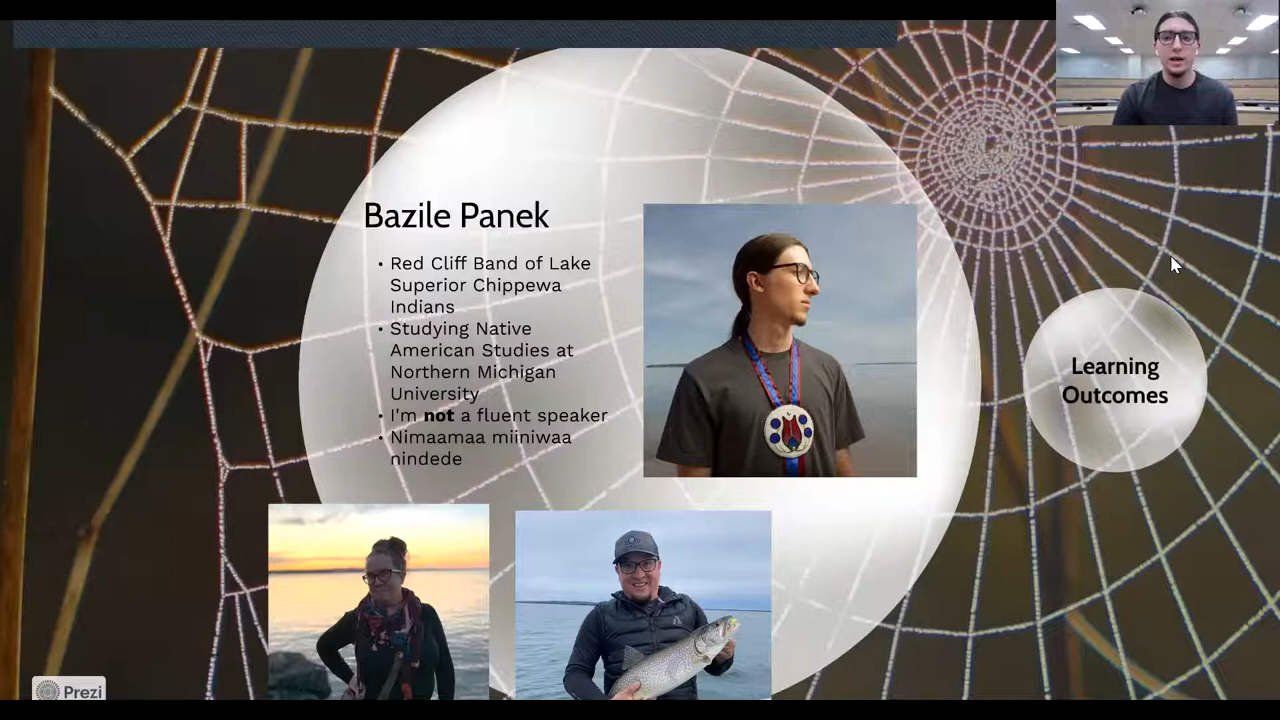 Bazile Panek
• Red Cliff Band of Lake
Superior Chippewa
Indians
• Studying Native
American Studies at
Northern Michigan
University
• I'm not a fluent speaker
• Nimaamaa miiniwaa
nindede
Learning
Outcomes
Prezi